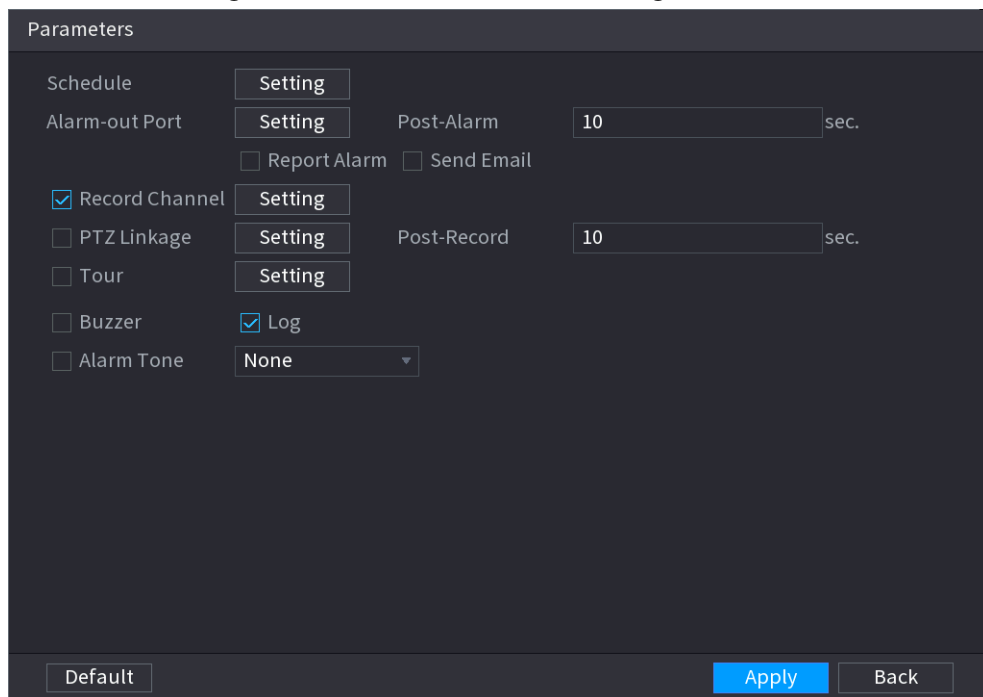 Parameters
Schedule Setting
Alarm-out Port Setting Post-Alarm 10 sec.
Report Alarm Send Email
Record Channel Setting
PTZ Linkage Setting Post-Record 10 sec.
Tour Setting
Buzzer Log
Alarm Tone None
Default Apply Back